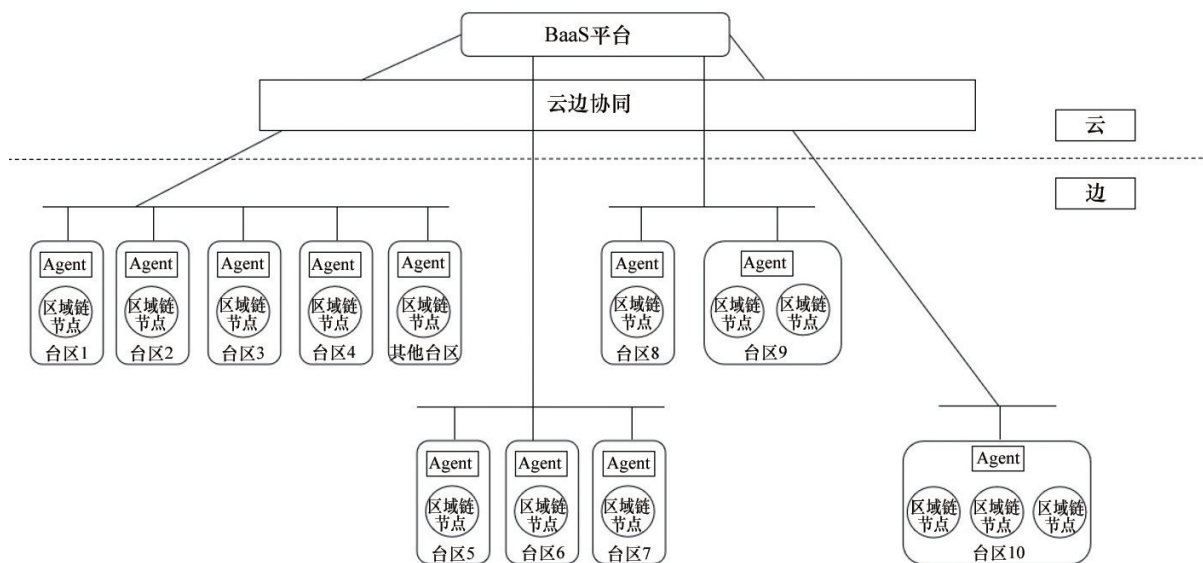 BaaS平台
云边协同
云
边
Agent
区域链
节点
台区1
Agent
区域链
节点
台区2
Agent
区域链
节点
台区3
Agent
区域链
节点
台区4
Agent
区域链
节点
其他台区
Agent
区域链
节点
台区8
Agent
区域链
节点
区域链
节点
台区9
Agent
区域链
节点
台区5
Agent
区域链
节点
台区6
Agent
区域链
节点
台区7
Agent
区域链
节点
区域链
节点
区域链
节点
台区10